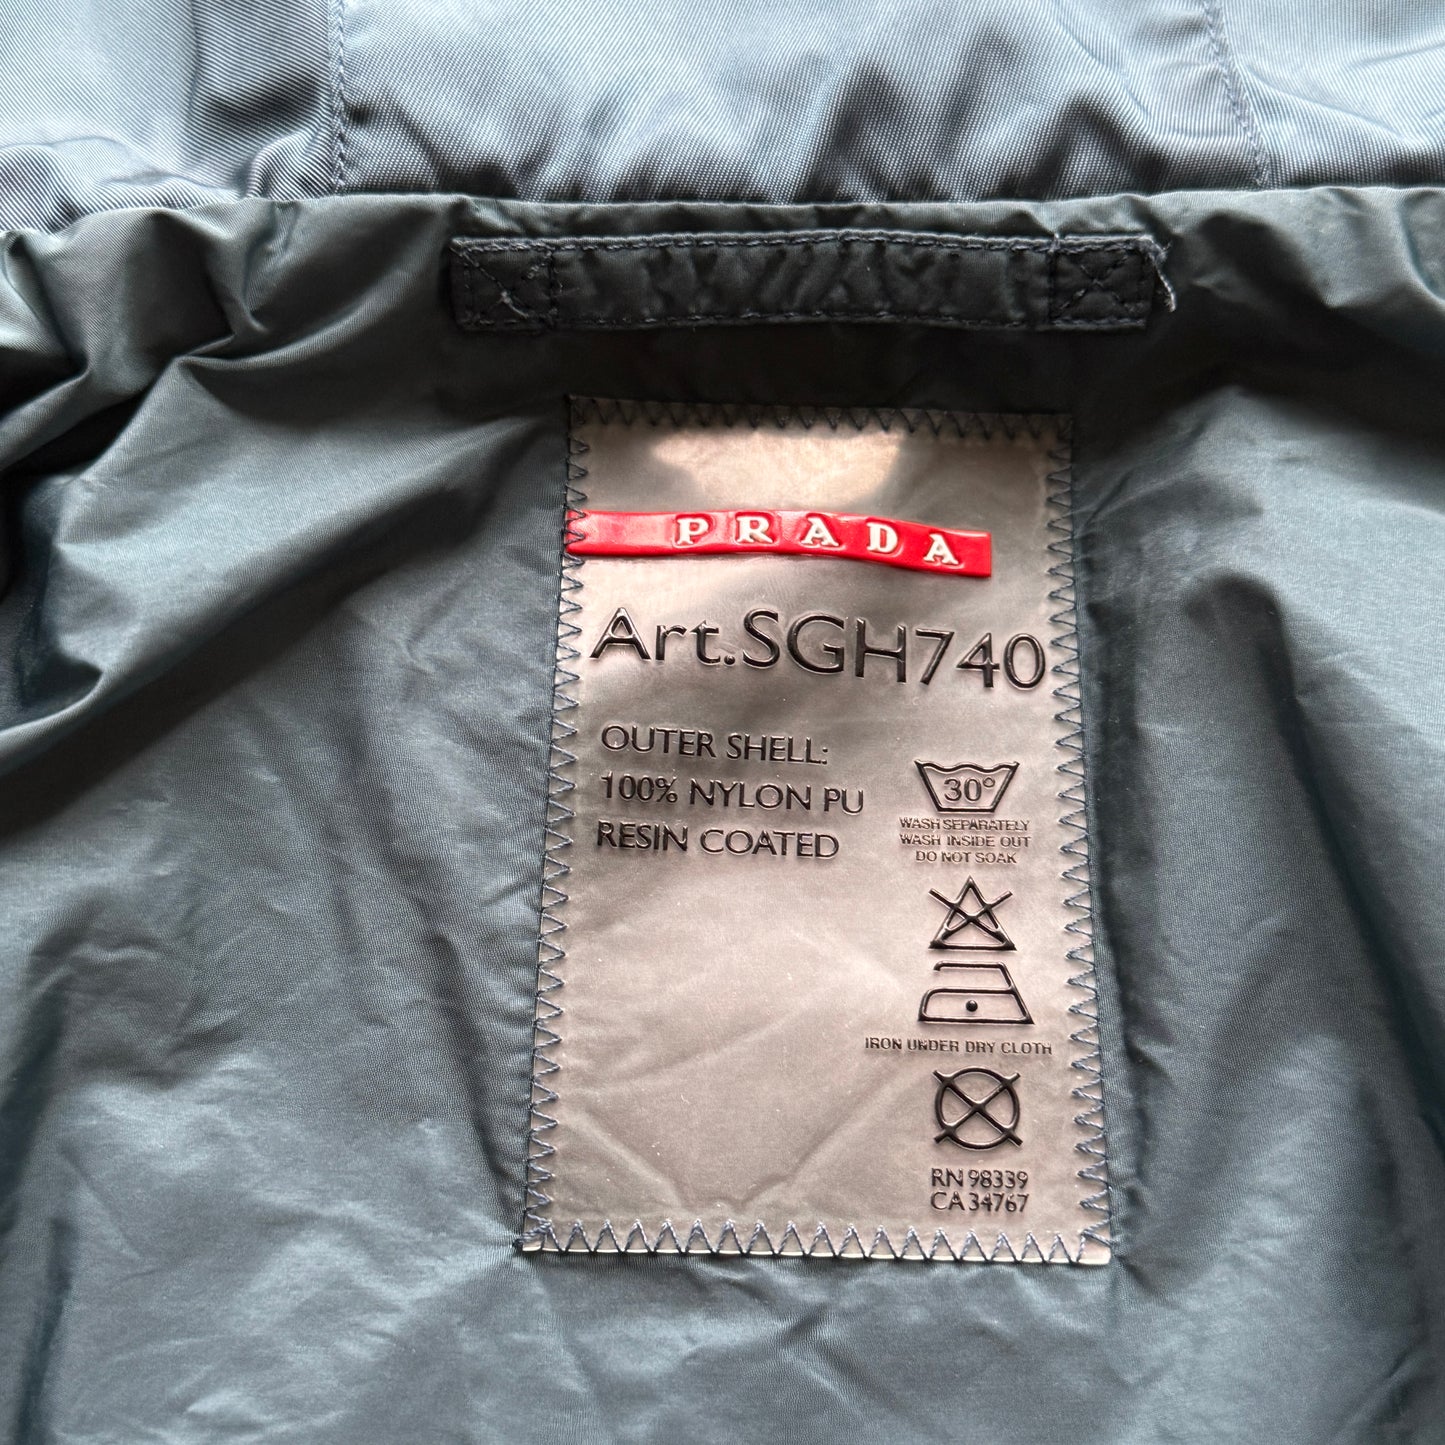 PRADA
Art.SGH740
OUTER SHELL:
100% NYLON PU
RESIN COATED
30°
WASH SEPARATELY
WASH INSIDE OUT
DO NOT SOAK
IRON UNDER DRY CLOTH
RN 98339
CA 34767